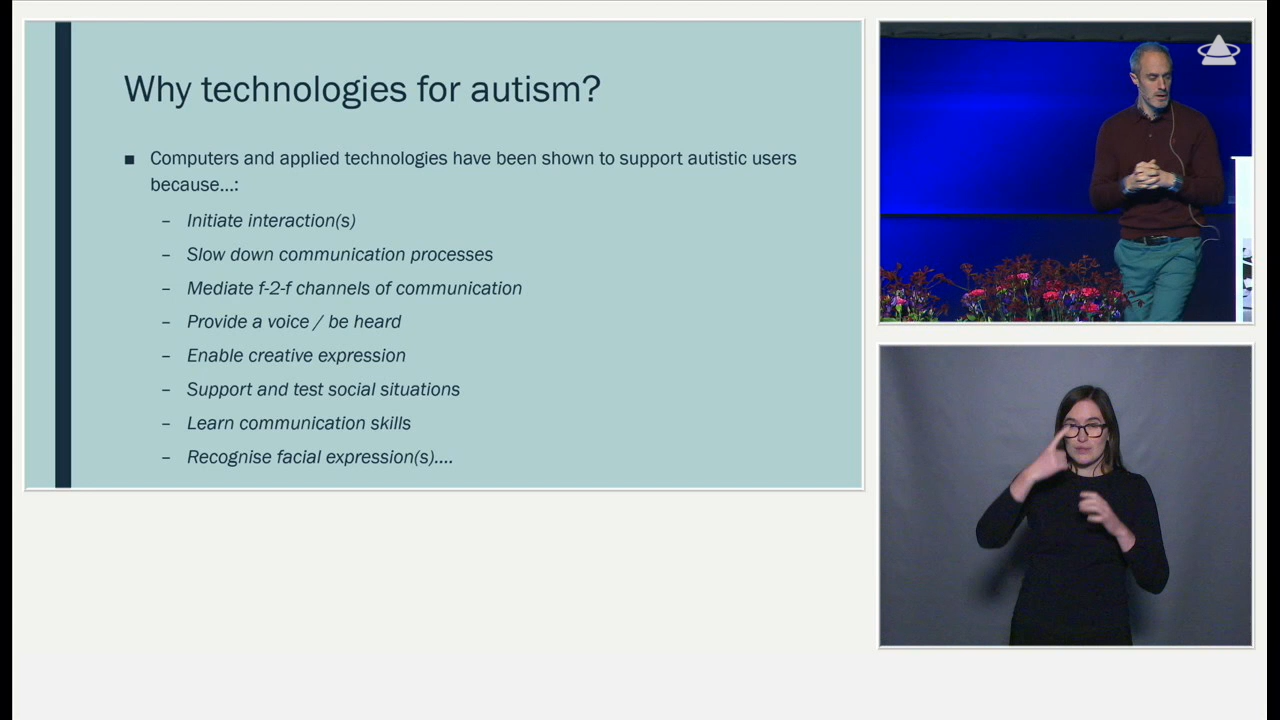 Why technologies for autism?
■ Computers and applied technologies have been shown to support autistic users
because...:
– Initiate interaction(s)
– Slow down communication processes
– Mediate f-2-f channels of communication
– Provide a voice / be heard
– Enable creative expression
– Support and test social situations
– Learn communication skills
– Recognise facial expression(s)....